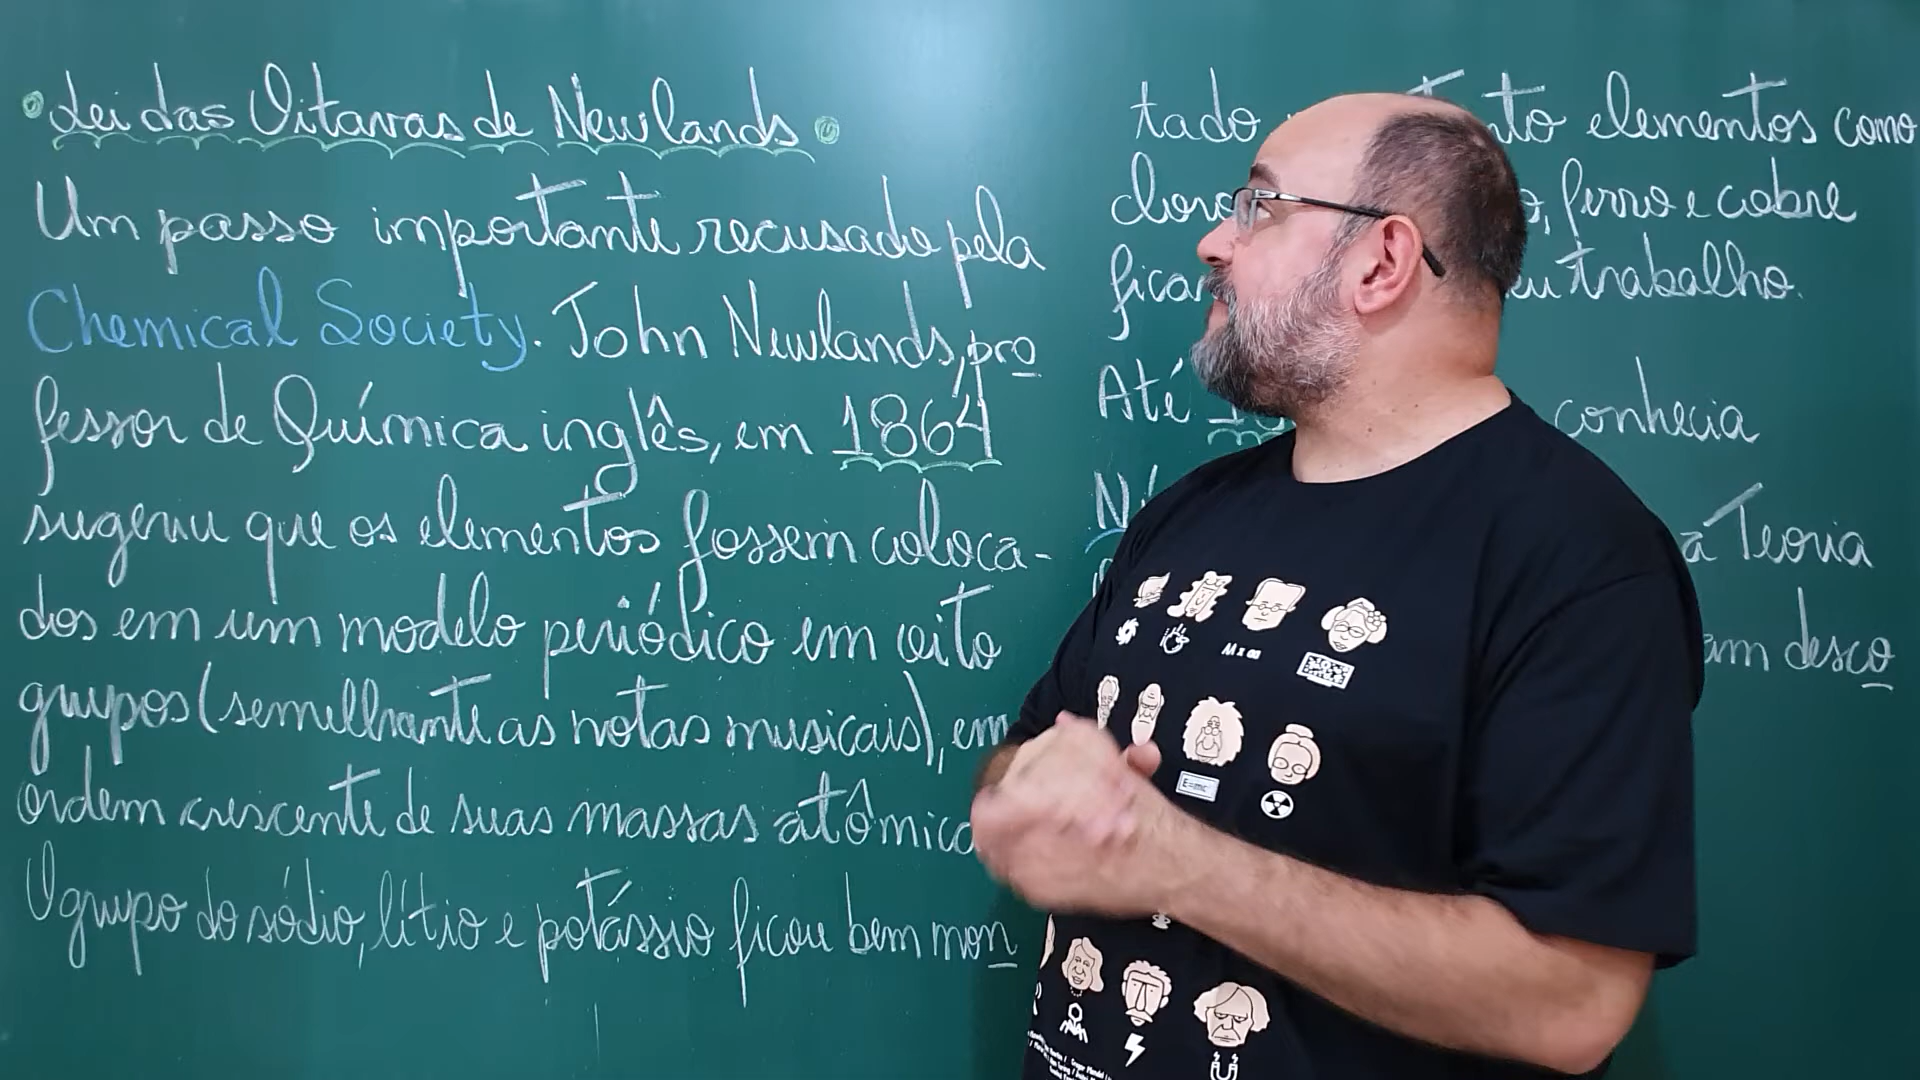 Lei das Oitavas de Newlands
Um passo importante recusado pela
Chemical Society. John Newlands, pro
fessor de Química inglês, em 1864
sugeriu que os elementos fossem coloca-
dos em um modelo periódico em oito
grupos (semelhante as notas musicais), em
ordem crescente de suas massas
O grupo do sódio, lítio e potássio ficou bem mon
tado elementos como
ferro e cobre
trabalho.
Até conhecia
a Teoria
desco
M x a
E=mc²